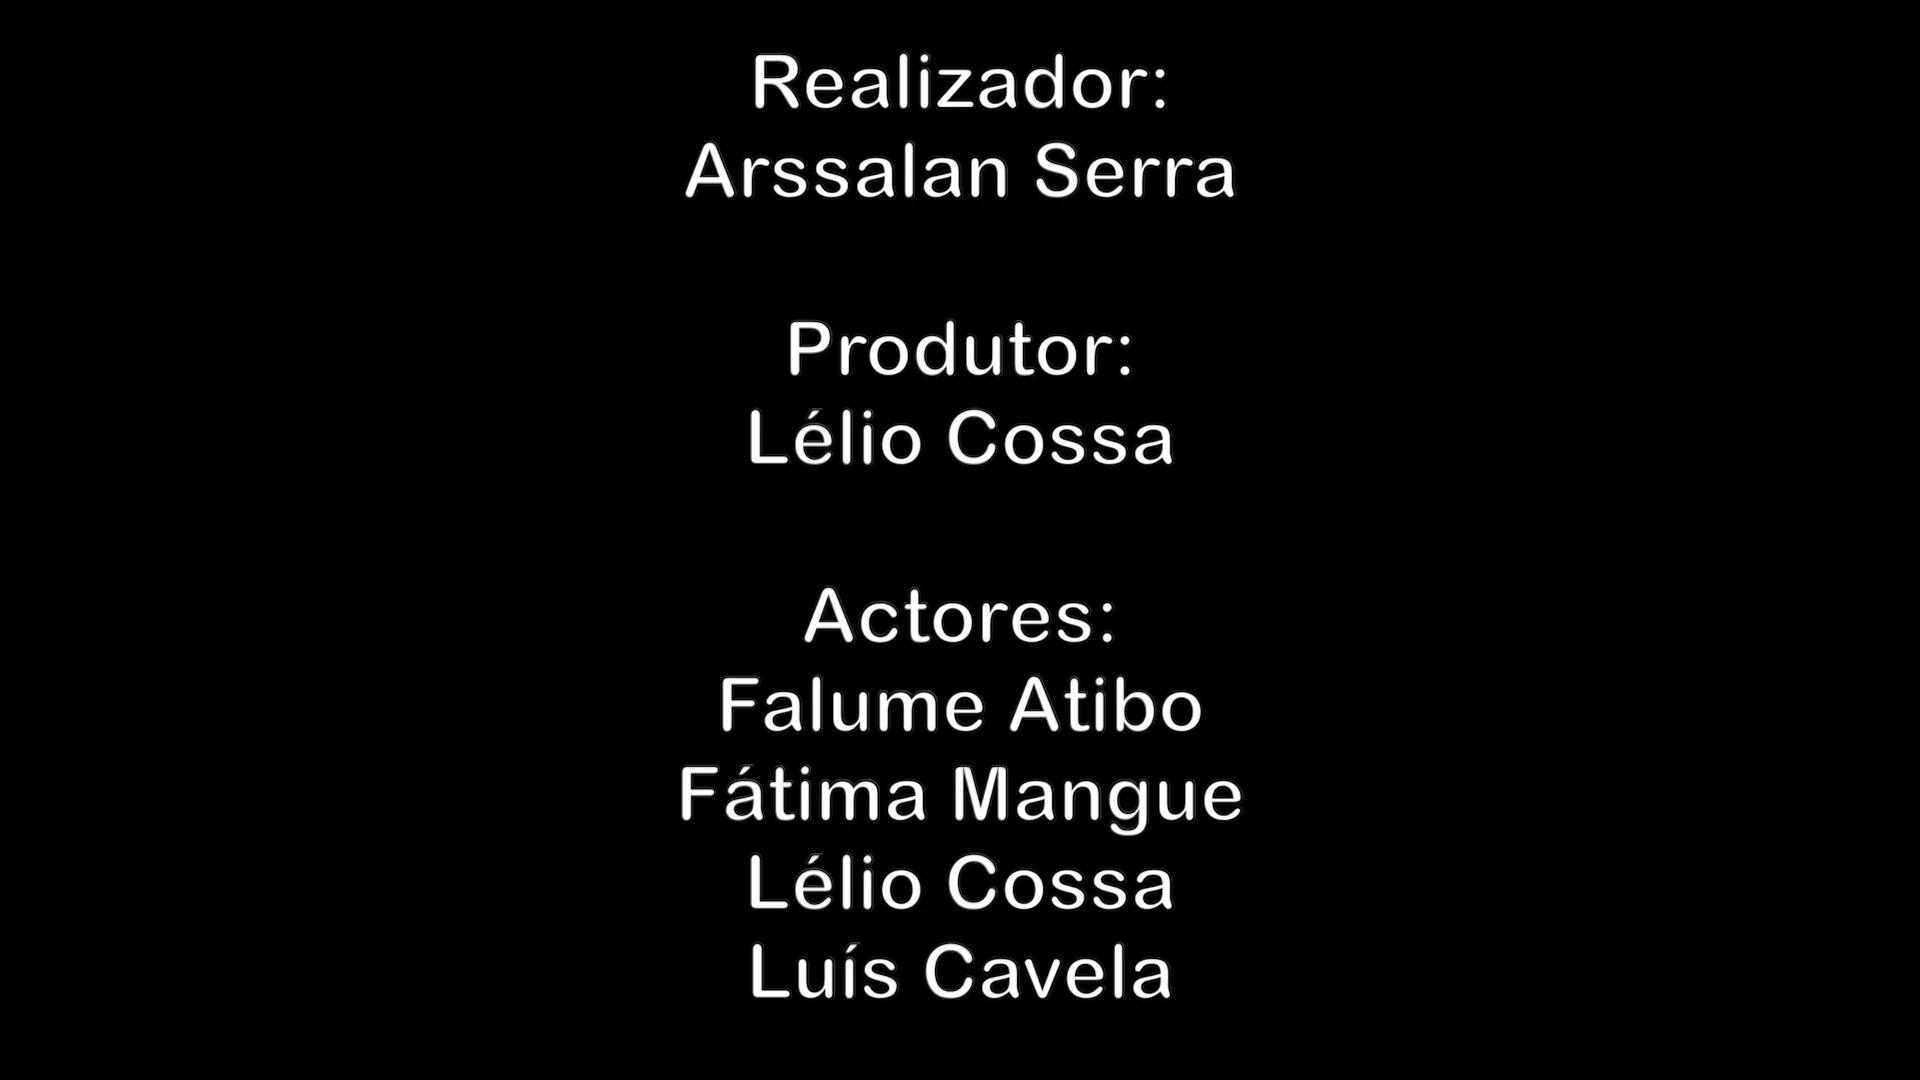 Realizador:
Arssalan Serra
Produtor:
Lélio Cossa
Actores:
Falume Atibo
Fátima Mangue
Lélio Cossa
Luís Cavela